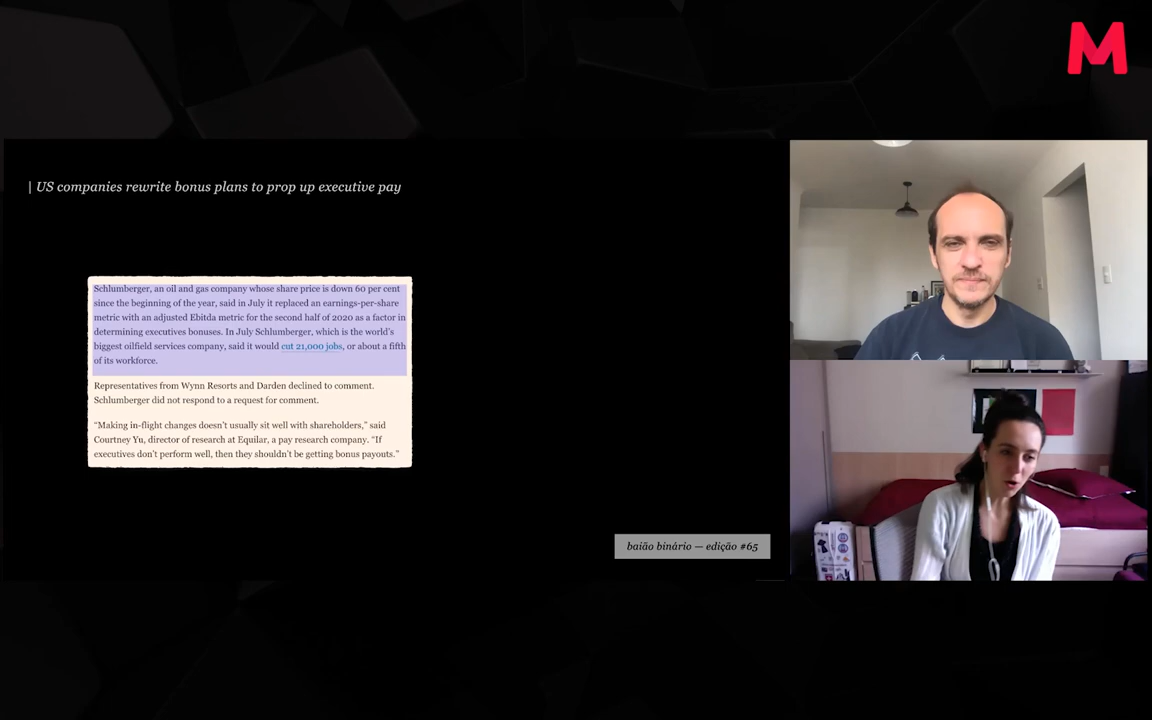 M
| US companies rewrite bonus plans to prop up executive pay
Schlumberger, an oil and gas company whose share price is down 60 per cent
since the beginning of the year, said in July it replaced an earnings-per-share
metric with an adjusted Ebitda metric for the second half of 2020 as a factor in
determining executives bonuses. In July Schlumberger, which is the world’s
biggest oilfield services company, said it would cut 21,000 jobs, or about a fifth
of its workforce.
Representatives from Wynn Resorts and Darden declined to comment.
Schlumberger did not respond to a request for comment.
“Making in-flight changes doesn’t usually sit well with shareholders,” said
Courtney Yu, director of research at Equilar, a pay research company. “If
executives don’t perform well, then they shouldn’t be getting bonus payouts.”
baião binário — edição #65